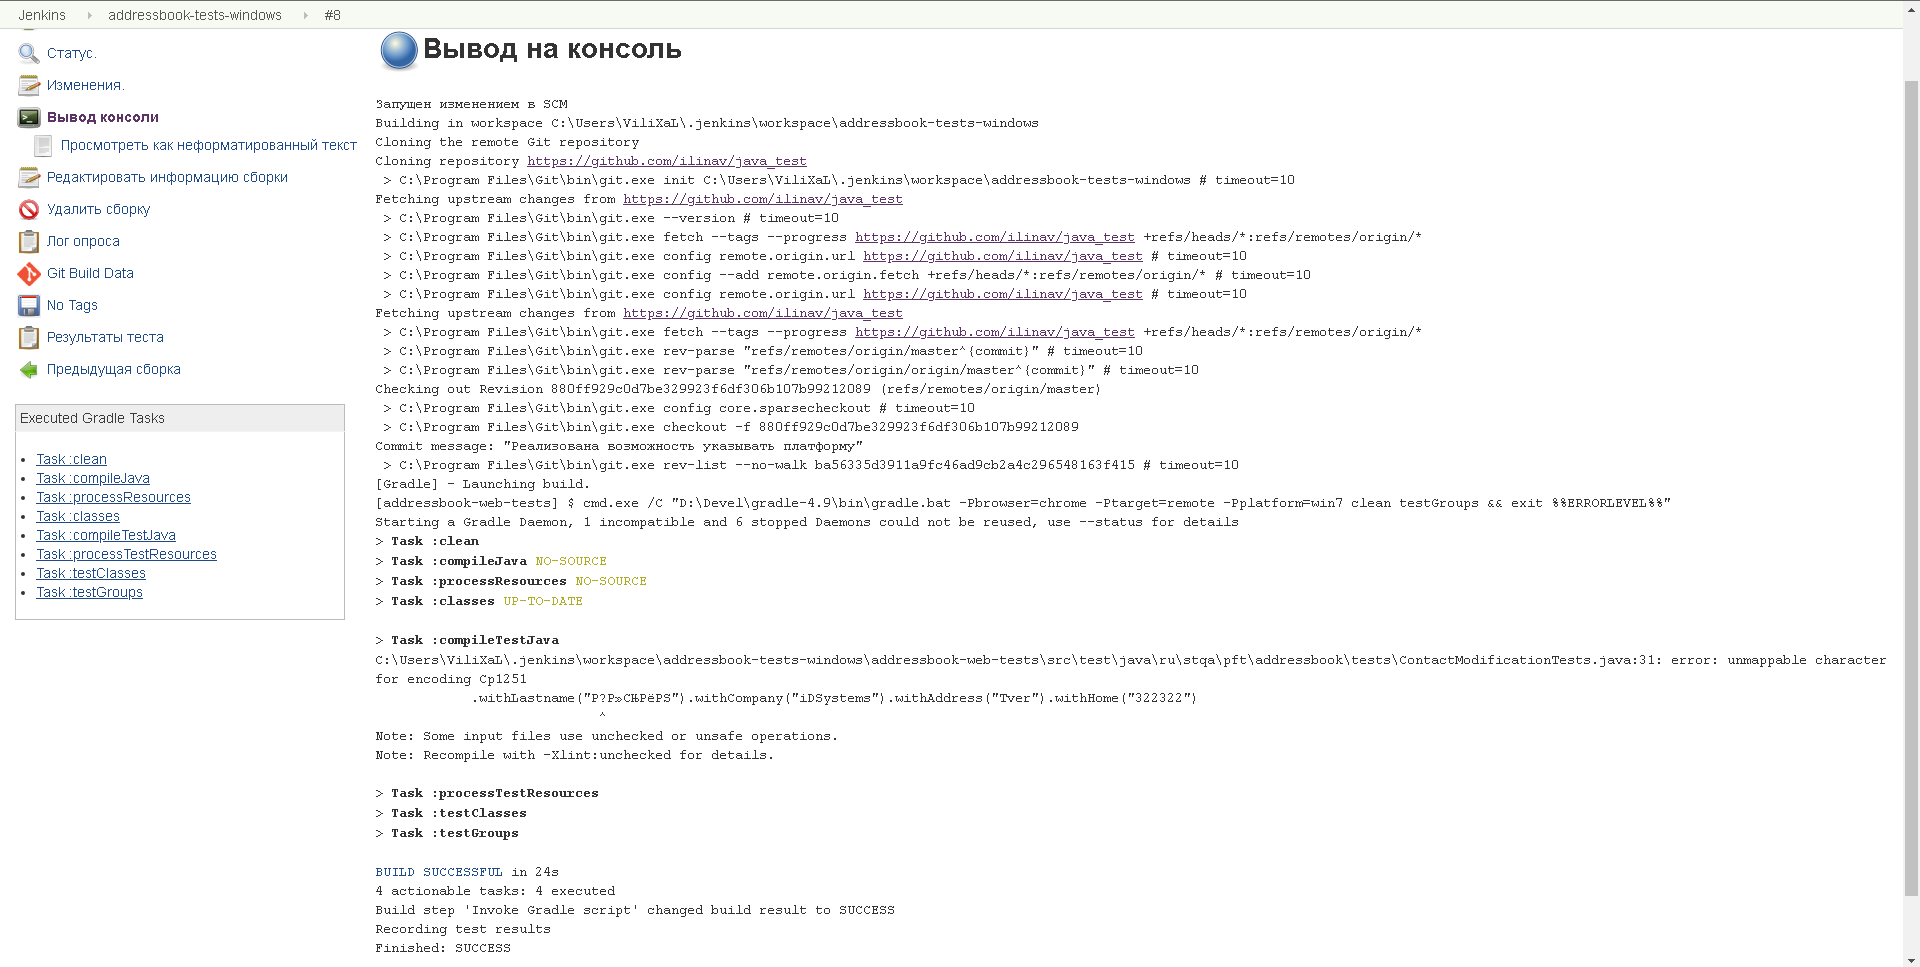 Jenkins addressbook-tests-windows #8
Статус.
Изменения.
Вывод консоли
Просмотреть как неформатированный текст
Редактировать информацию сборки
Удалить сборку
Лог опроса
Git Build Data
No Tags
Результаты теста
Предыдущая сборка
Executed Gradle Tasks
Task :clean
Task :compileJava
Task :processResources
Task :classes
Task :compileTestJava
Task :processTestResources
Task :testClasses
Task :testGroups
Вывод на консоль
Запущен изменением в SCM
Building in workspace C:\Users\ViliXaL\.jenkins\workspace\addressbook-tests-windows
Cloning the remote Git repository
Cloning repository https://github.com/ilinav/java_test
> C:\Program Files\Git\bin\git.exe init C:\Users\ViliXaL\.jenkins\workspace\addressbook-tests-windows # timeout=10
Fetching upstream changes from https://github.com/ilinav/java_test
> C:\Program Files\Git\bin\git.exe --version # timeout=10
> C:\Program Files\Git\bin\git.exe fetch --tags --progress https://github.com/ilinav/java_test +refs/heads/*:refs/remotes/origin/*
> C:\Program Files\Git\bin\git.exe config remote.origin.url https://github.com/ilinav/java_test # timeout=10
> C:\Program Files\Git\bin\git.exe config --add remote.origin.fetch +refs/heads/*:refs/remotes/origin/* # timeout=10
> C:\Program Files\Git\bin\git.exe config remote.origin.url https://github.com/ilinav/java_test # timeout=10
Fetching upstream changes from https://github.com/ilinav/java_test
> C:\Program Files\Git\bin\git.exe fetch --tags --progress https://github.com/ilinav/java_test +refs/heads/*:refs/remotes/origin/*
> C:\Program Files\Git\bin\git.exe rev-parse "refs/remotes/origin/master^{commit}" # timeout=10
> C:\Program Files\Git\bin\git.exe rev-parse "refs/remotes/origin/origin/master^{commit}" # timeout=10
Checking out Revision 880ff929c0d7be329923f6df306b107b99212089 (refs/remotes/origin/master)
> C:\Program Files\Git\bin\git.exe config core.sparsecheckout # timeout=10
> C:\Program Files\Git\bin\git.exe checkout -f 880ff929c0d7be329923f6df306b107b99212089
Commit message: "Реализована возможность указывать платформу"
> C:\Program Files\Git\bin\git.exe rev-list --no-walk ba56335d3911a9fc46ad9cb2a4c296548163f415 # timeout=10
[Gradle] - Launching build.
[addressbook-web-tests] $ cmd.exe /C "D:\Devel\gradle-4.9\bin\gradle.bat -Pbrowser=chrome -Ptarget=remote -Pplatform=win7 clean testGroups && exit %%ERRORLEVEL%%"
Starting a Gradle Daemon, 1 incompatible and 6 stopped Daemons could not be reused, use --status for details
> Task :clean
> Task :compileJava NO-SOURCE
> Task :processResources NO-SOURCE
> Task :classes UP-TO-DATE
> Task :compileTestJava
C:\Users\ViliXaL\.jenkins\workspace\addressbook-tests-windows\addressbook-web-tests\src\test\java\ru\stqa\pft\addressbook\tests\ContactModificationTests.java:31: error: unmappable character
for encoding Cp1251
.withLastname("Р?Р»СЊРёРЅ").withCompany("iDSystems").withAddress("Tver").withHome("322322")
^
Note: Some input files use unchecked or unsafe operations.
Note: Recompile with -Xlint:unchecked for details.
> Task :processTestResources
> Task :testClasses
> Task :testGroups
BUILD SUCCESSFUL in 24s
4 actionable tasks: 4 executed
Build step 'Invoke Gradle script' changed build result to SUCCESS
Recording test results
Finished: SUCCESS